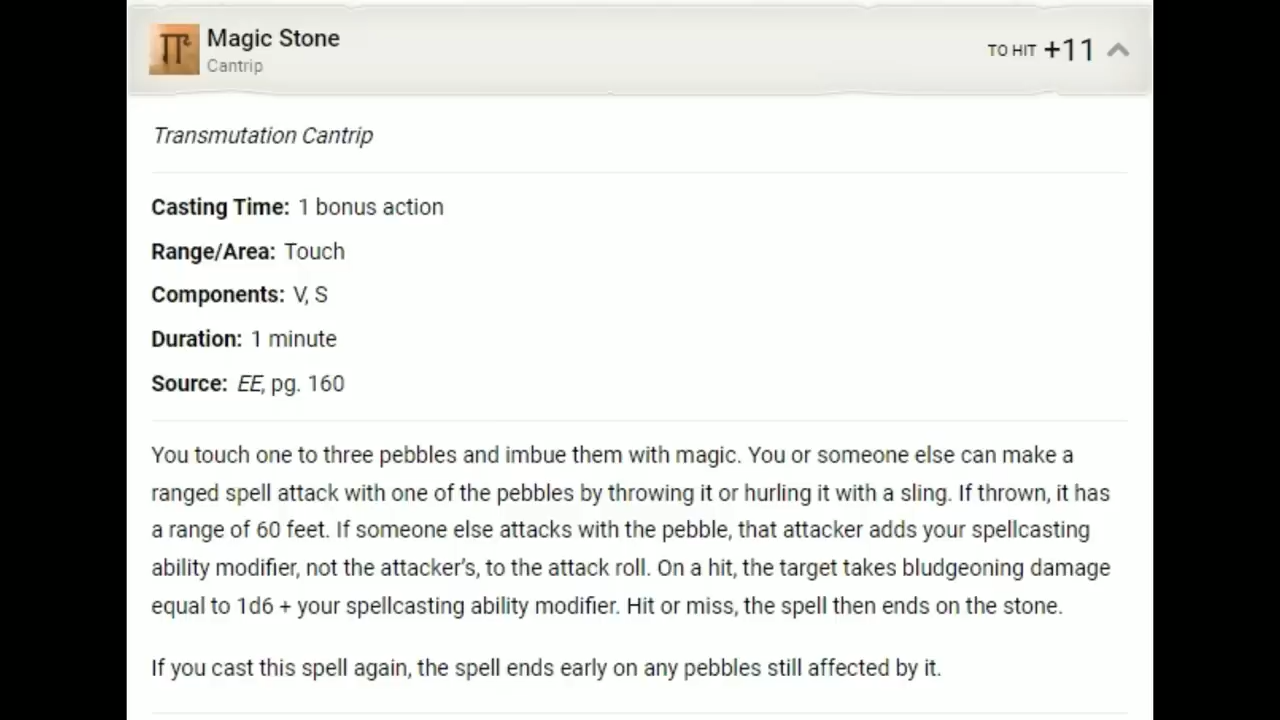 Magic Stone
Cantrip
TO HIT +11
Transmutation Cantrip
Casting Time: 1 bonus action
Range/Area: Touch
Components: V, S
Duration: 1 minute
Source: EE, pg. 160
You touch one to three pebbles and imbue them with magic. You or someone else can make a
ranged spell attack with one of the pebbles by throwing it or hurling it with a sling. If thrown, it has
a range of 60 feet. If someone else attacks with the pebble, that attacker adds your spellcasting
ability modifier, not the attacker’s, to the attack roll. On a hit, the target takes bludgeoning damage
equal to 1d6 + your spellcasting ability modifier. Hit or miss, the spell then ends on the stone.
If you cast this spell again, the spell ends early on any pebbles still affected by it.